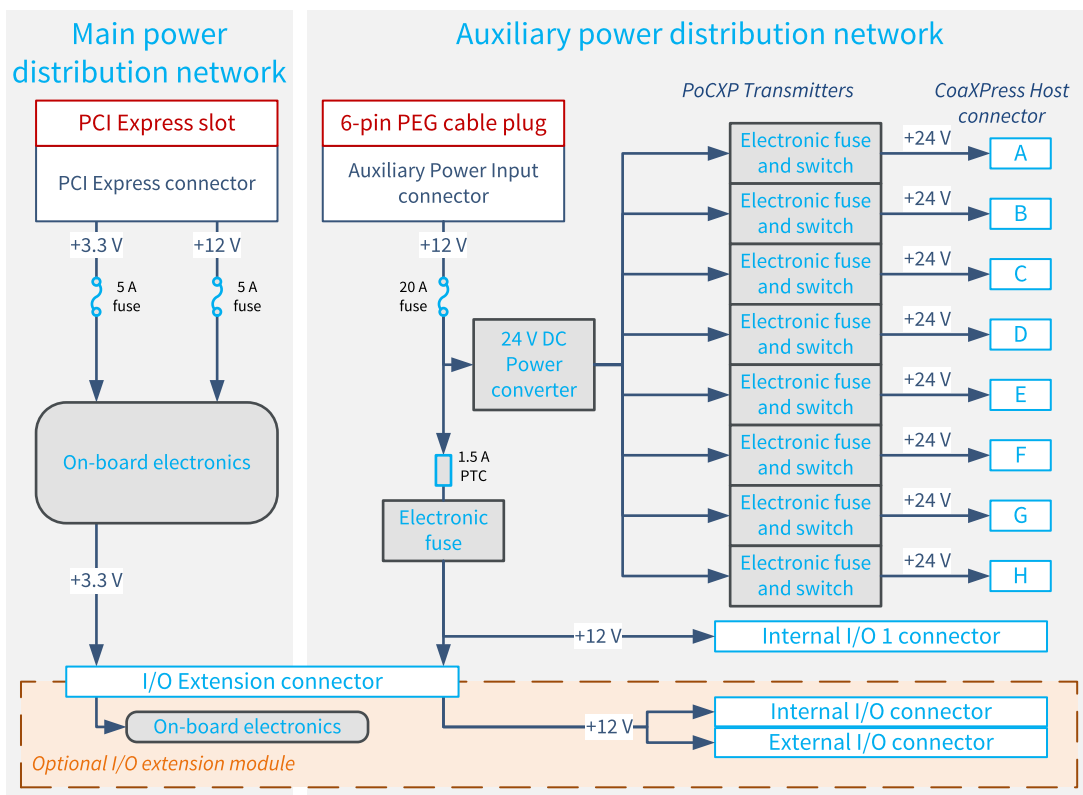 Main power
distribution network
PCI Express slot
PCI Express connector
+3.3 V
+12 V
5 A
fuse
5 A
fuse
On-board electronics
+3.3 V
Auxiliary power distribution network
6-pin PEG cable plug
Auxiliary Power Input
connector
+12 V
20 A
fuse
24 V DC
Power
converter
1.5 A
PTC
Electronic
fuse
PoCXP Transmitters
CoaXPress Host
connector
Electronic fuse
and switch
+24 V
A
Electronic fuse
and switch
+24 V
B
Electronic fuse
and switch
+24 V
C
Electronic fuse
and switch
+24 V
D
Electronic fuse
and switch
+24 V
E
Electronic fuse
and switch
+24 V
F
Electronic fuse
and switch
+24 V
G
Electronic fuse
and switch
+24 V
H
+12 V
Internal I/O 1 connector
I/O Extension connector
On-board electronics
+12 V
Internal I/O connector
External I/O connector
Optional I/O extension module